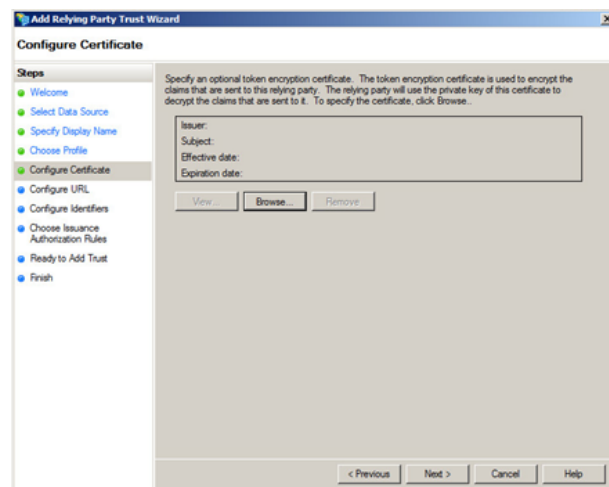 Add Relying Party Trust Wizard
Configure Certificate
Steps
Welcome
Select Data Source
Specify Display Name
Choose Profile
Configure Certificate
Configure URL
Configure Identifiers
Choose Issuance
Authorization Rules
Ready to Add Trust
Finish
Specify an optional token encryption certificate. The token encryption certificate is used to encrypt the
claims that are sent to this relying party. The relying party will use the private key of this certificate to
decrypt the claims that are sent to it. To specify the certificate, click Browse..
Issuer:
Subject:
Effective date:
Expiration date:
View...
Browse...
Remove
< Previous
Next >
Cancel
Help